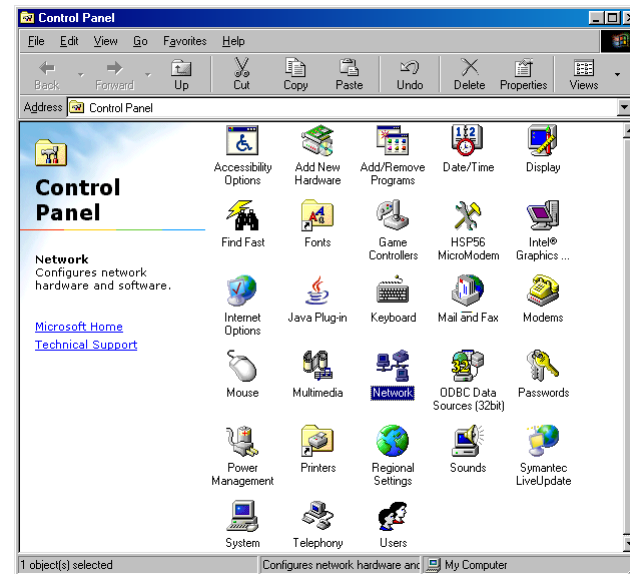 Control Panel
File Edit View Go Favorites Help
Back Forward Up Cut Copy Paste Undo Delete Properties Views
Address Control Panel
Control
Panel
Network
Configures network
hardware and software.
Microsoft Home
Technical Support
Accessibility
Options
Add New
Hardware
Add/Remove
Programs
Date/Time
Display
Find Fast
Fonts
Game
Controllers
HSP56
MicroModem
Intel®
Graphics ...
Internet
Options
Java Plug-in
Keyboard
Mail and Fax
Modems
Mouse
Multimedia
Network
ODBC Data
Sources (32bit)
Passwords
Power
Management
Printers
Regional
Settings
Sounds
Symantec
LiveUpdate
System
Telephony
Users
1 object(s) selected
Configures network hardware and
My Computer